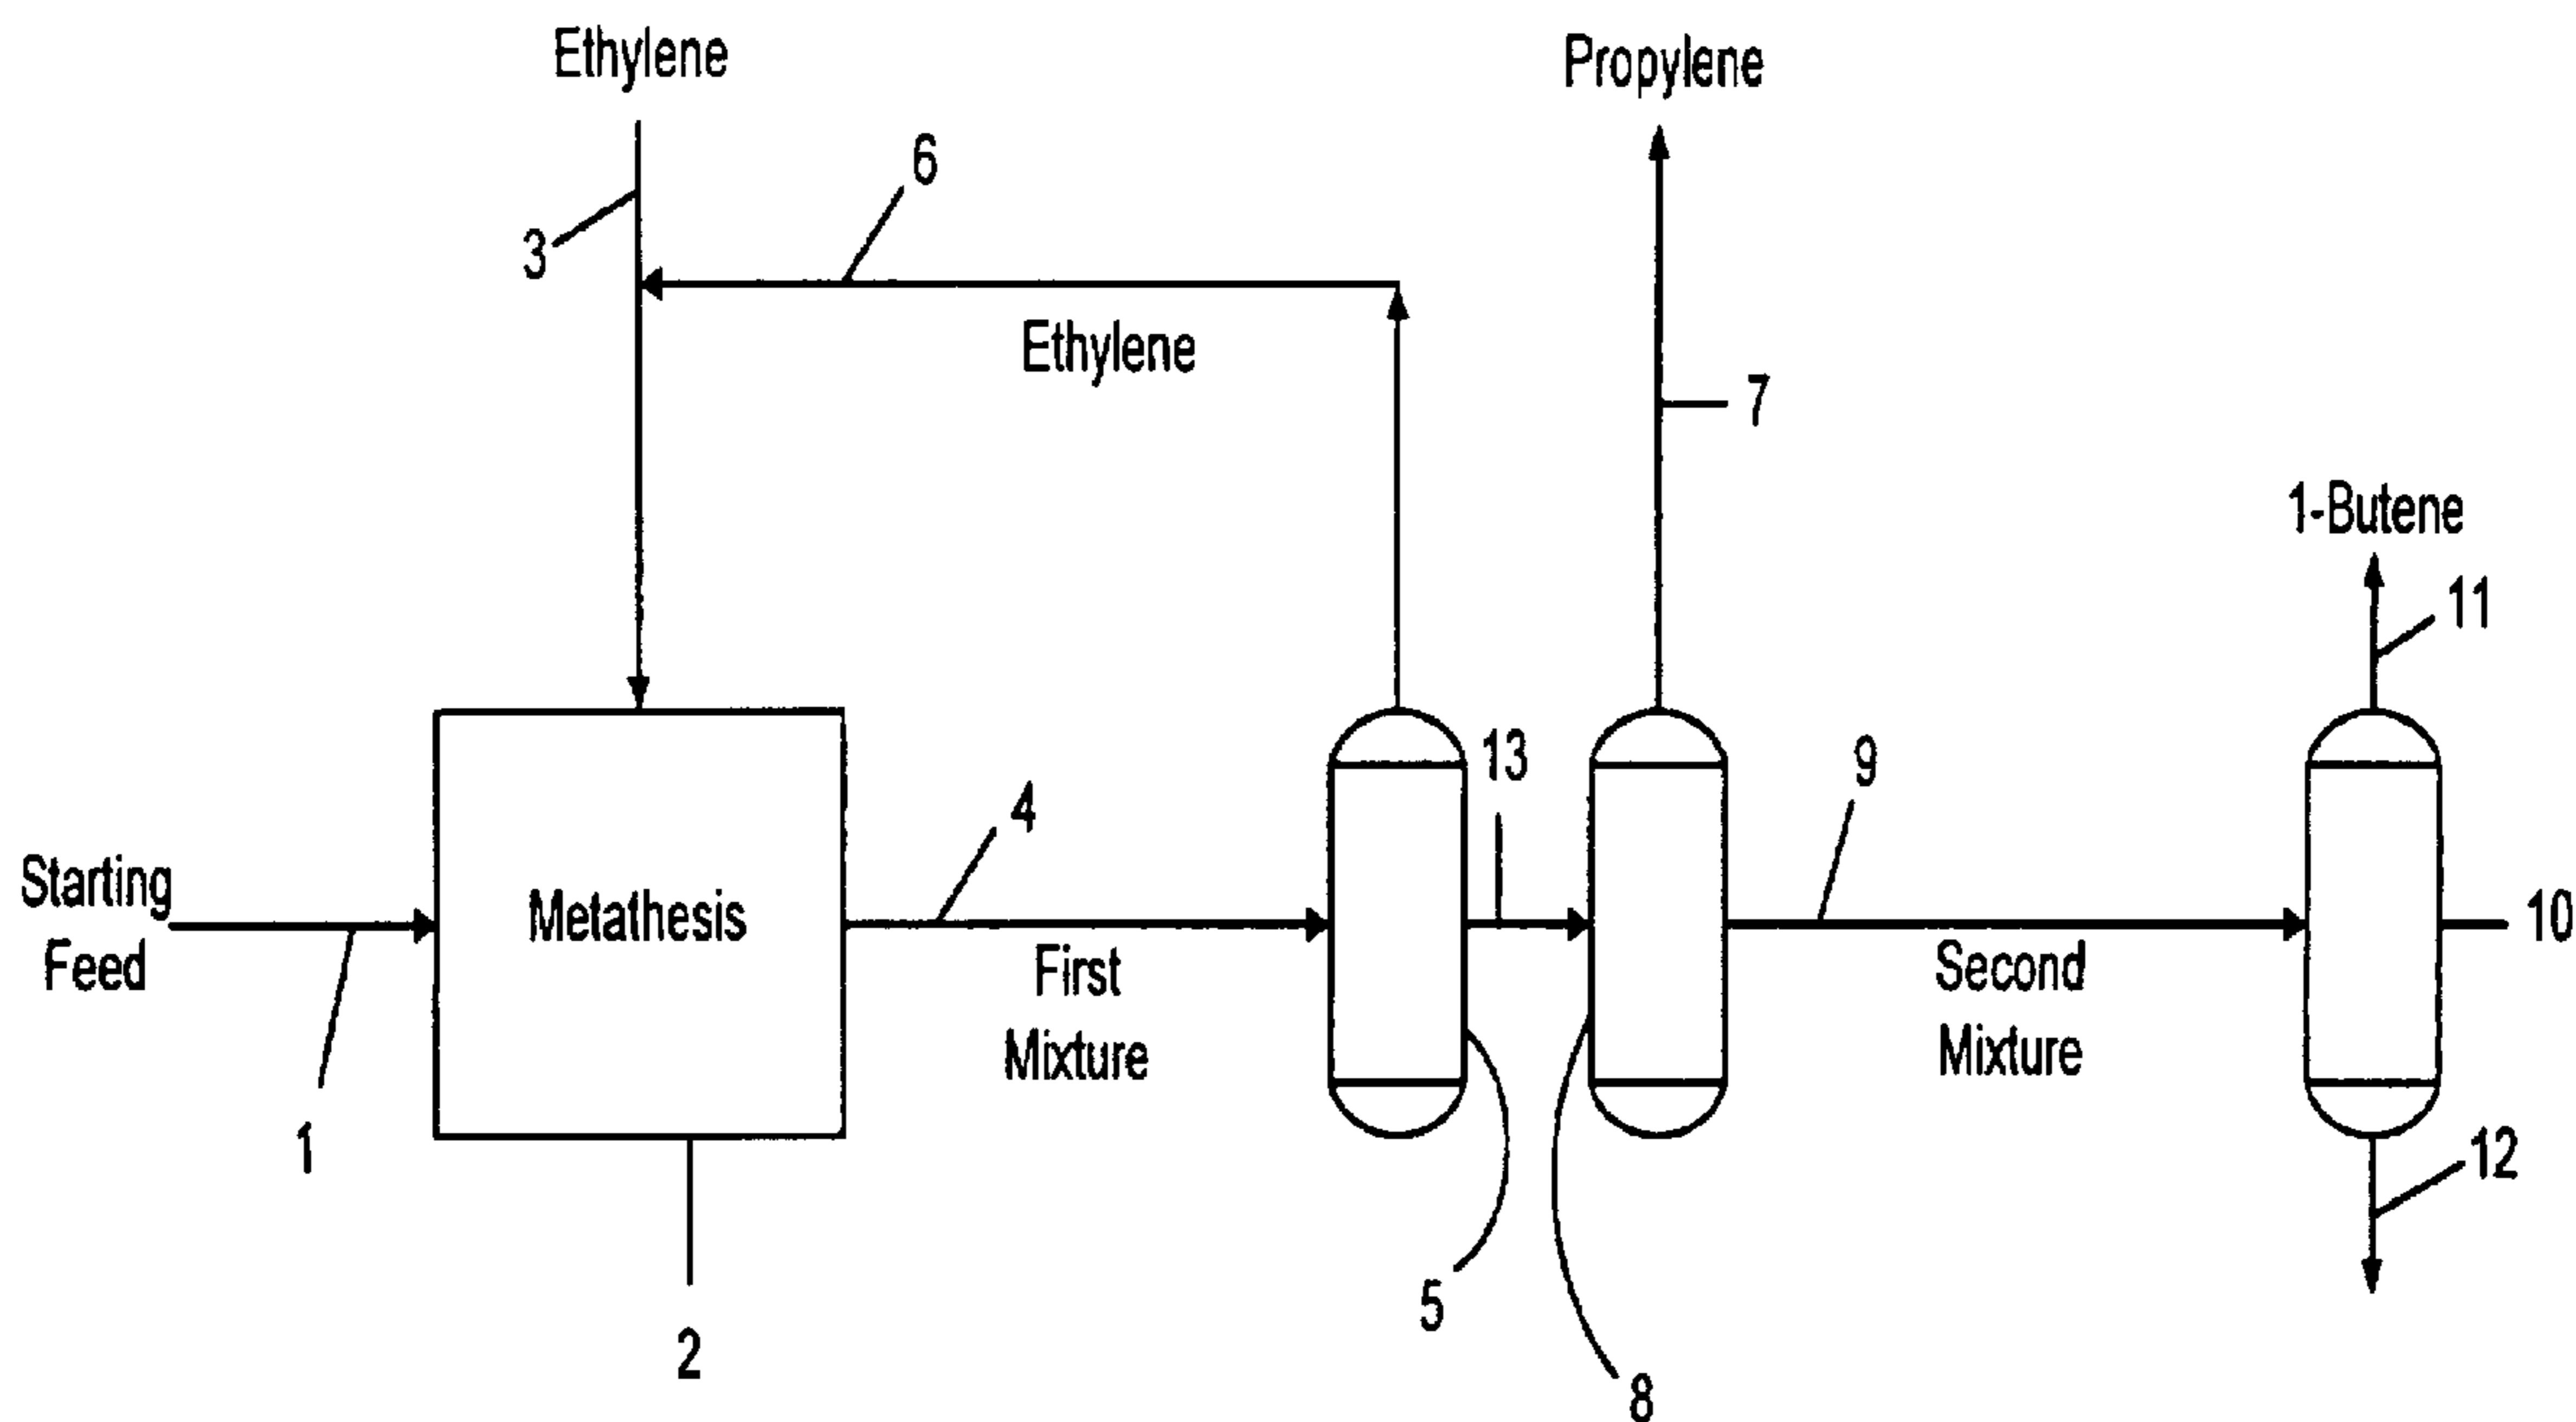 Ethylene
Propylene
6
3
Ethylene
7
1-Butene
11
13
9
4
Starting
Feed
Metathesis
First
Mixture
Second
Mixture
10
1
12
5
2
8